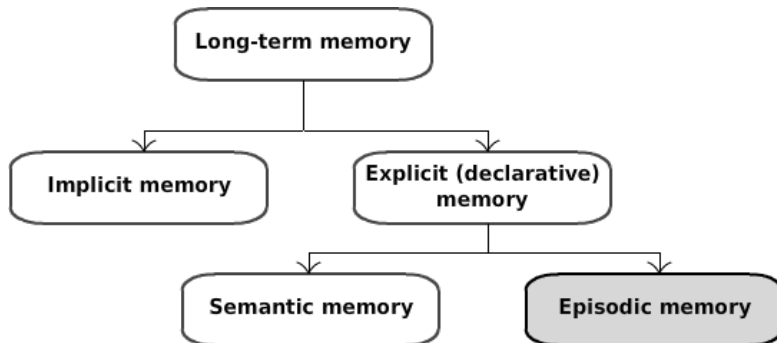 Long-term memory
Implicit memory
Explicit (declarative)
memory
Semantic memory
Episodic memory